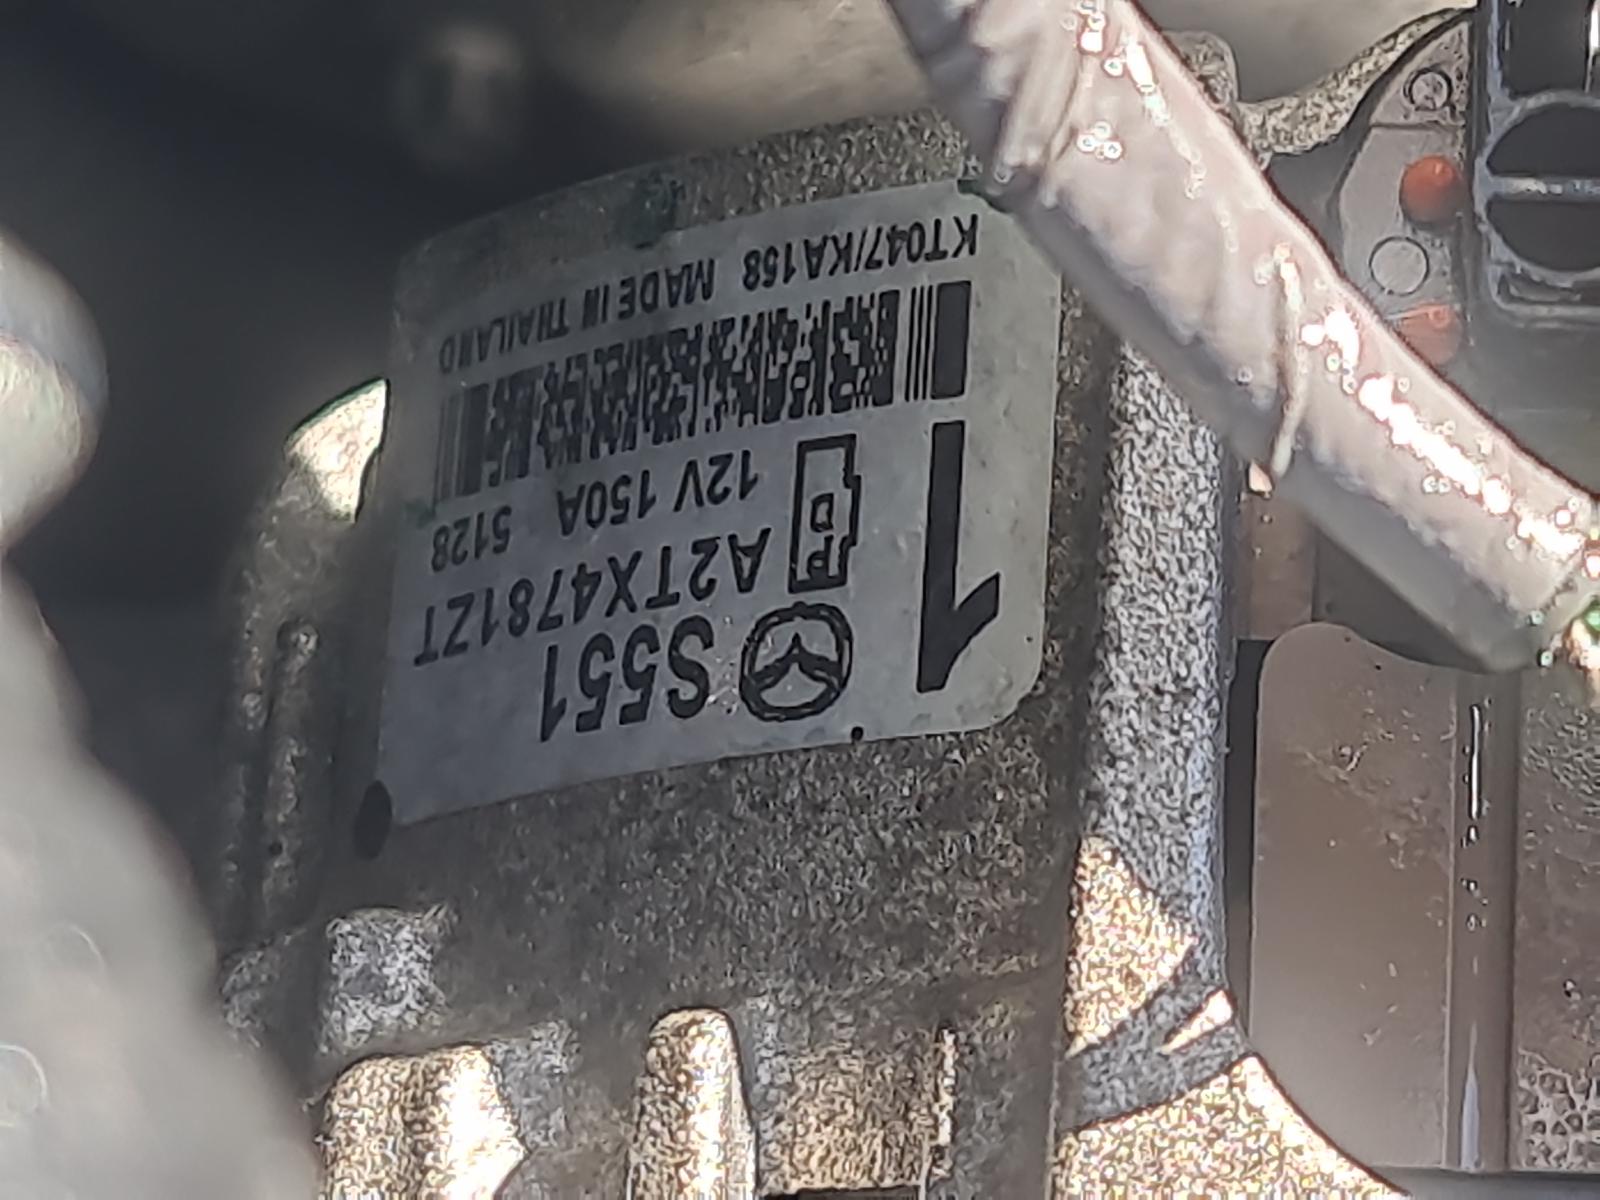 1 S551
A2TX4781ZT
P D 12V 150A 5128
KT047/KA158 MADE IN THAILAND